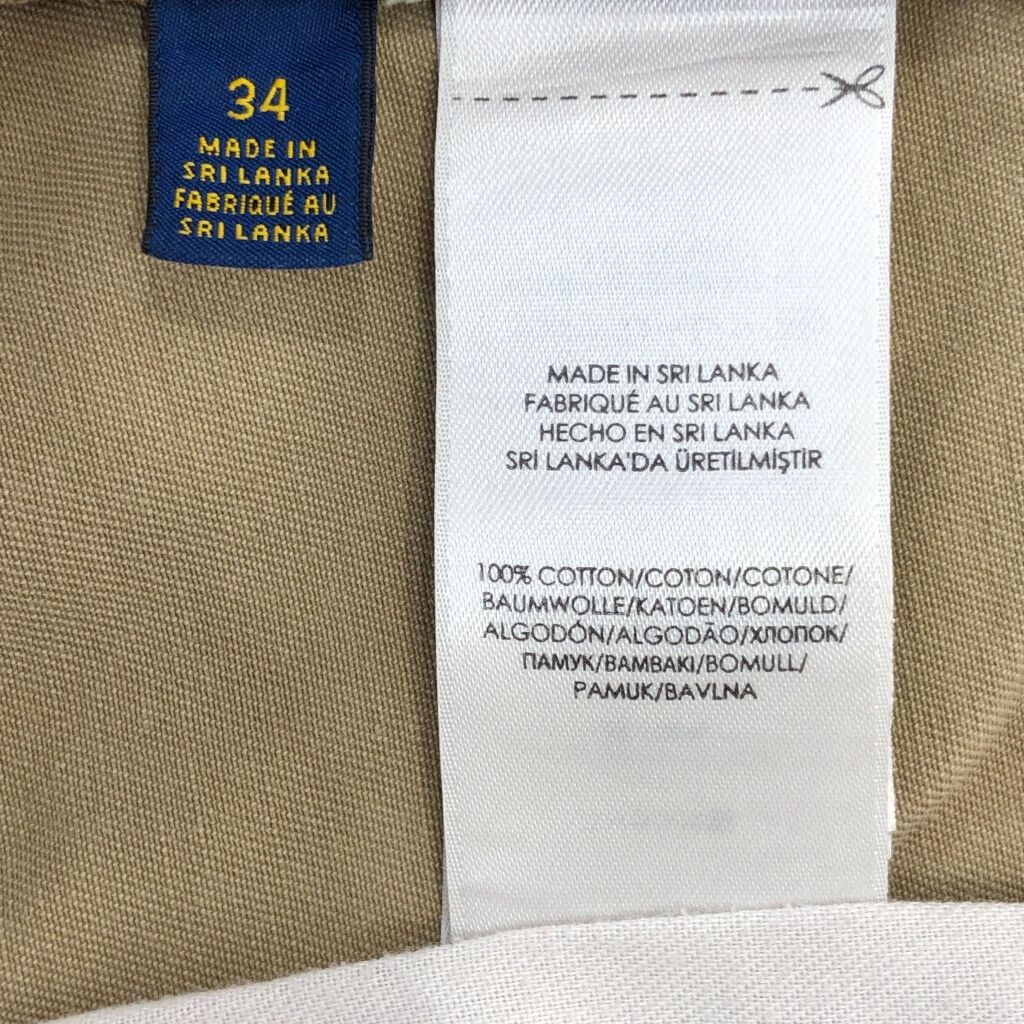 34
MADE IN
SRI LANKA
FABRIQUÉ AU
SRI LANKA
MADE IN SRI LANKA
FABRIQUÉ AU SRI LANKA
HECHO EN SRI LANKA
SRİ LANKA'DA ÜRETİLMİŞTİR
100% COTTON/COTON/COTONE/
BAUMWOLLE/KATOEN/BOMULD/
ALGODÓN/ALGODÃO/ХЛОПОК/
ПАМУК/ΒΑΜΒΑΚΙ/BOMULL/
PAMUK/BAVLNA